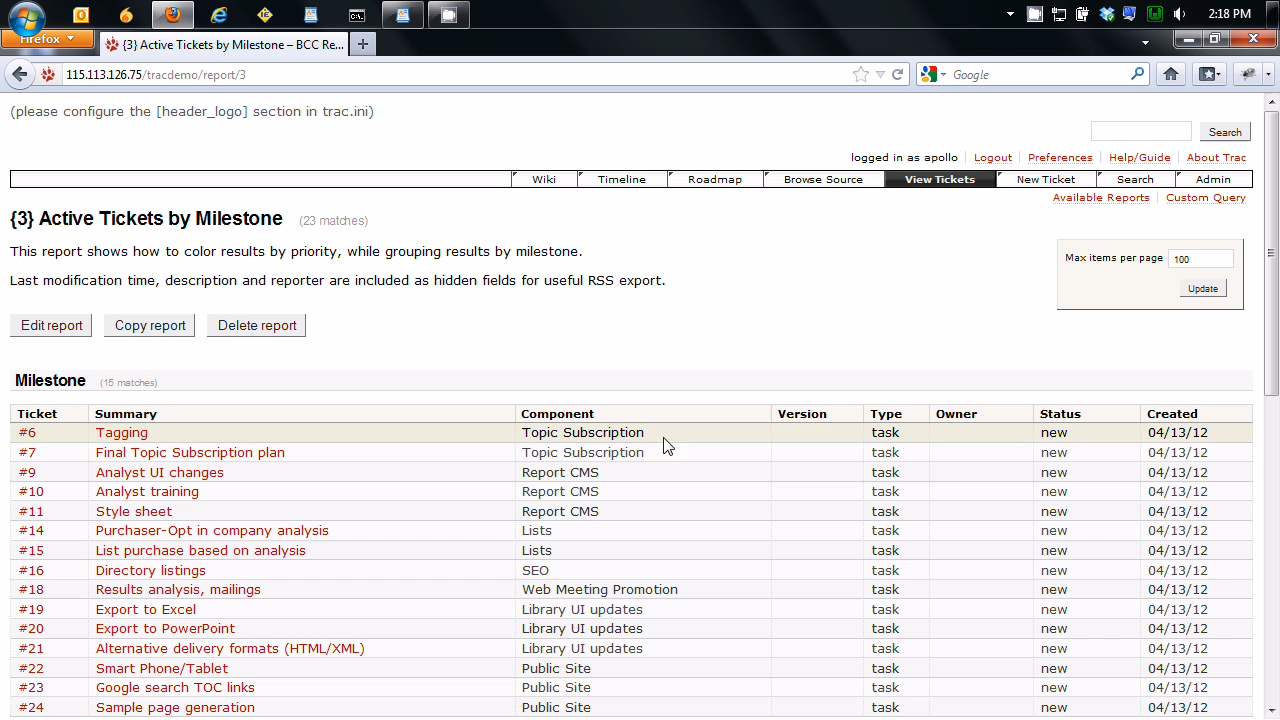 2:18 PM
Firefox
{3} Active Tickets by Milestone – BCC Re...
115.113.126.75/tracdemo/report/3
Google
(please configure the [header_logo] section in trac.ini)
Search
logged in as apollo Logout Preferences Help/Guide About Trac
Wiki Timeline Roadmap Browse Source View Tickets New Ticket Search Admin
Available Reports Custom Query
{3} Active Tickets by Milestone (23 matches)
This report shows how to color results by priority, while grouping results by milestone.
Max items per page 100
Last modification time, description and reporter are included as hidden fields for useful RSS export.
Update
Edit report Copy report Delete report
Milestone (15 matches)
Ticket Summary Component Version Type Owner Status Created
#6 Tagging Topic Subscription task new 04/13/12
#7 Final Topic Subscription plan Topic Subscription task new 04/13/12
#9 Analyst UI changes Report CMS task new 04/13/12
#10 Analyst training Report CMS task new 04/13/12
#11 Style sheet Report CMS task new 04/13/12
#14 Purchaser-Opt in company analysis Lists task new 04/13/12
#15 List purchase based on analysis Lists task new 04/13/12
#16 Directory listings SEO task new 04/13/12
#18 Results analysis, mailings Web Meeting Promotion task new 04/13/12
#19 Export to Excel Library UI updates task new 04/13/12
#20 Export to PowerPoint Library UI updates task new 04/13/12
#21 Alternative delivery formats (HTML/XML) Library UI updates task new 04/13/12
#22 Smart Phone/Tablet Public Site task new 04/13/12
#23 Google search TOC links Public Site task new 04/13/12
#24 Sample page generation Public Site task new 04/13/12